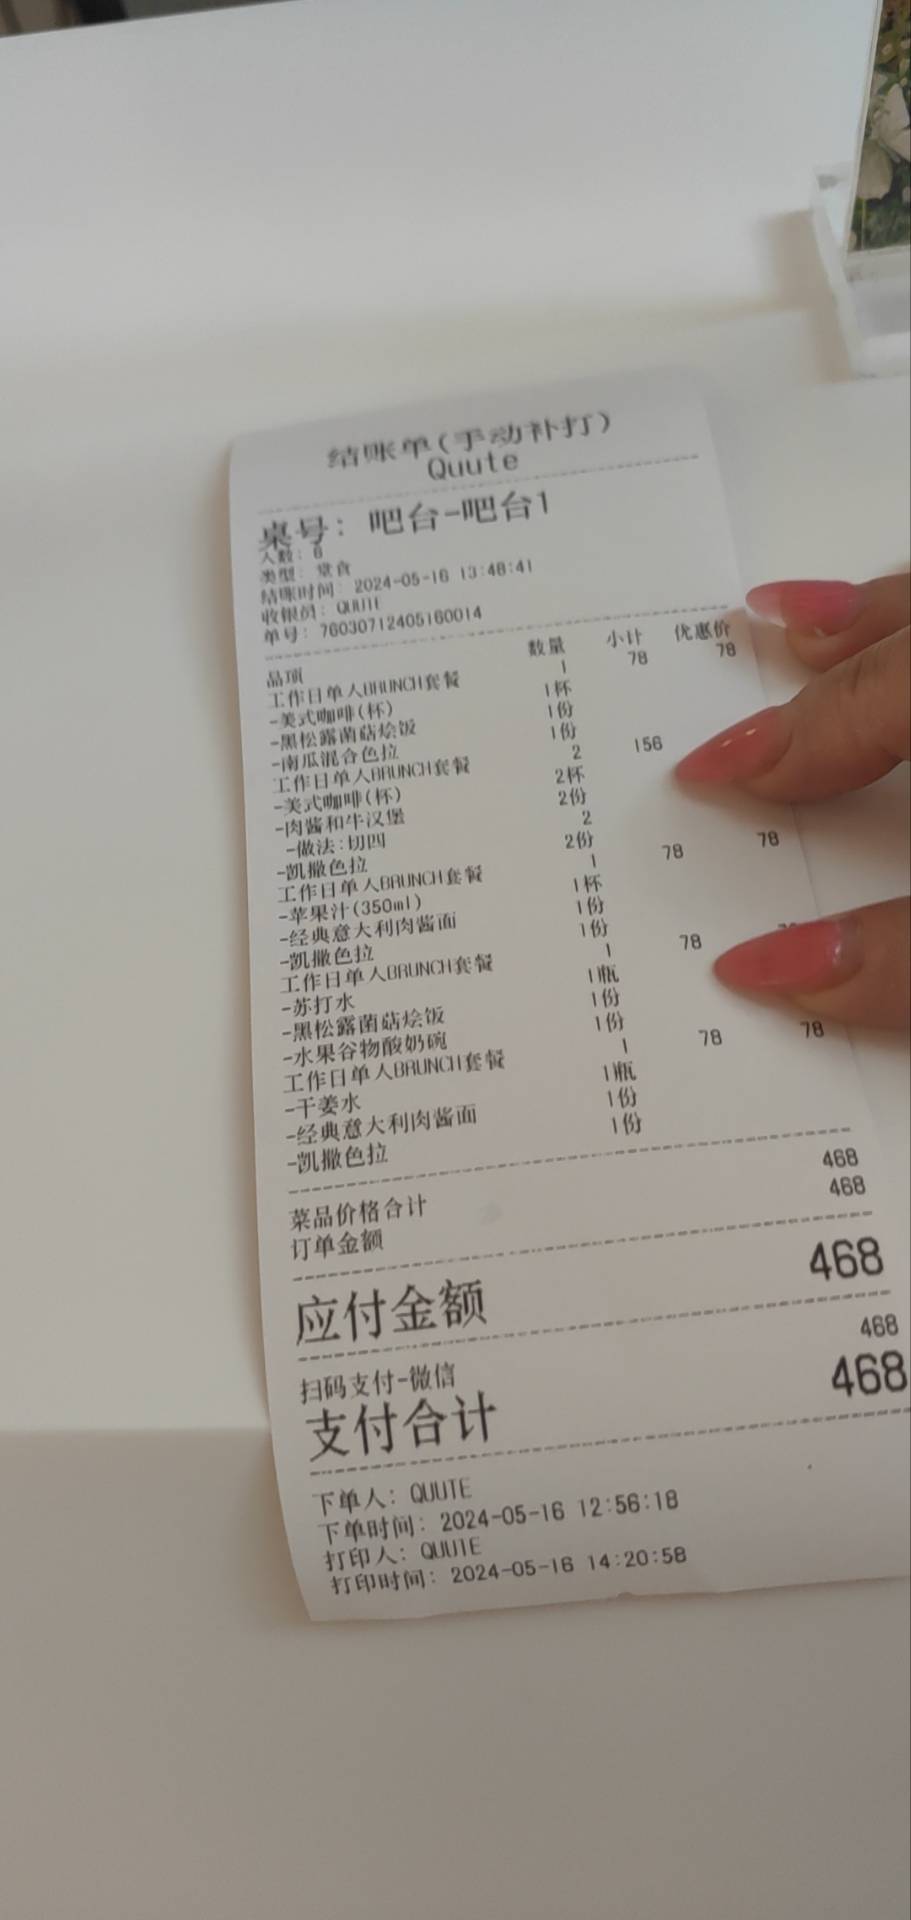 结账单(手动补打)
Quute
桌号: 吧台-吧台1
人数: 6
类型: 堂食
结账时间: 2024-05-16 13:48:41
收银员: QUUTE
单号: 76030712405160014
品项 数量 小计 优惠价
工作日单人BRUNCH套餐 1 78 78
-美式咖啡(杯) 1杯
-黑松露菌菇烩饭 1份
-南瓜混合色拉 1份
工作日单人BRUNCH套餐 2 156
-美式咖啡(杯) 2杯
-肉酱和牛汉堡 2份
-做法:切四 2
-凯撒色拉 2份
工作日单人BRUNCH套餐 1 78 78
-苹果汁(350ml) 1杯
-经典意大利肉酱面 1份
-凯撒色拉 1份
工作日单人BRUNCH套餐 1 78
-苏打水 1瓶
-黑松露菌菇烩饭 1份
-水果谷物酸奶碗 1份
工作日单人BRUNCH套餐 1 78 78
-干姜水 1瓶
-经典意大利肉酱面 1份
-凯撒色拉 1份
菜品价格合计 468
订单金额 468
应付金额 468
扫码支付-微信 468
支付合计 468
下单人: QUUTE
下单时间: 2024-05-16 12:56:18
打印人: QUUTE
打印时间: 2024-05-16 14:20:58